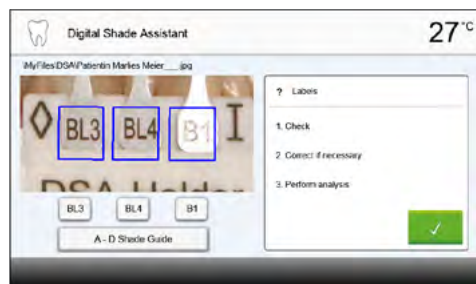 Digital Shade Assistant
27°C
\MyFiles\DSA\Patientin Marlies Meier___.jpg
BL3 BL4 B1 I
DSA Holder
BL3 BL4 B1
A - D Shade Guide
? Labels
1. Check
2 Correct if necessary
3. Perform analysis